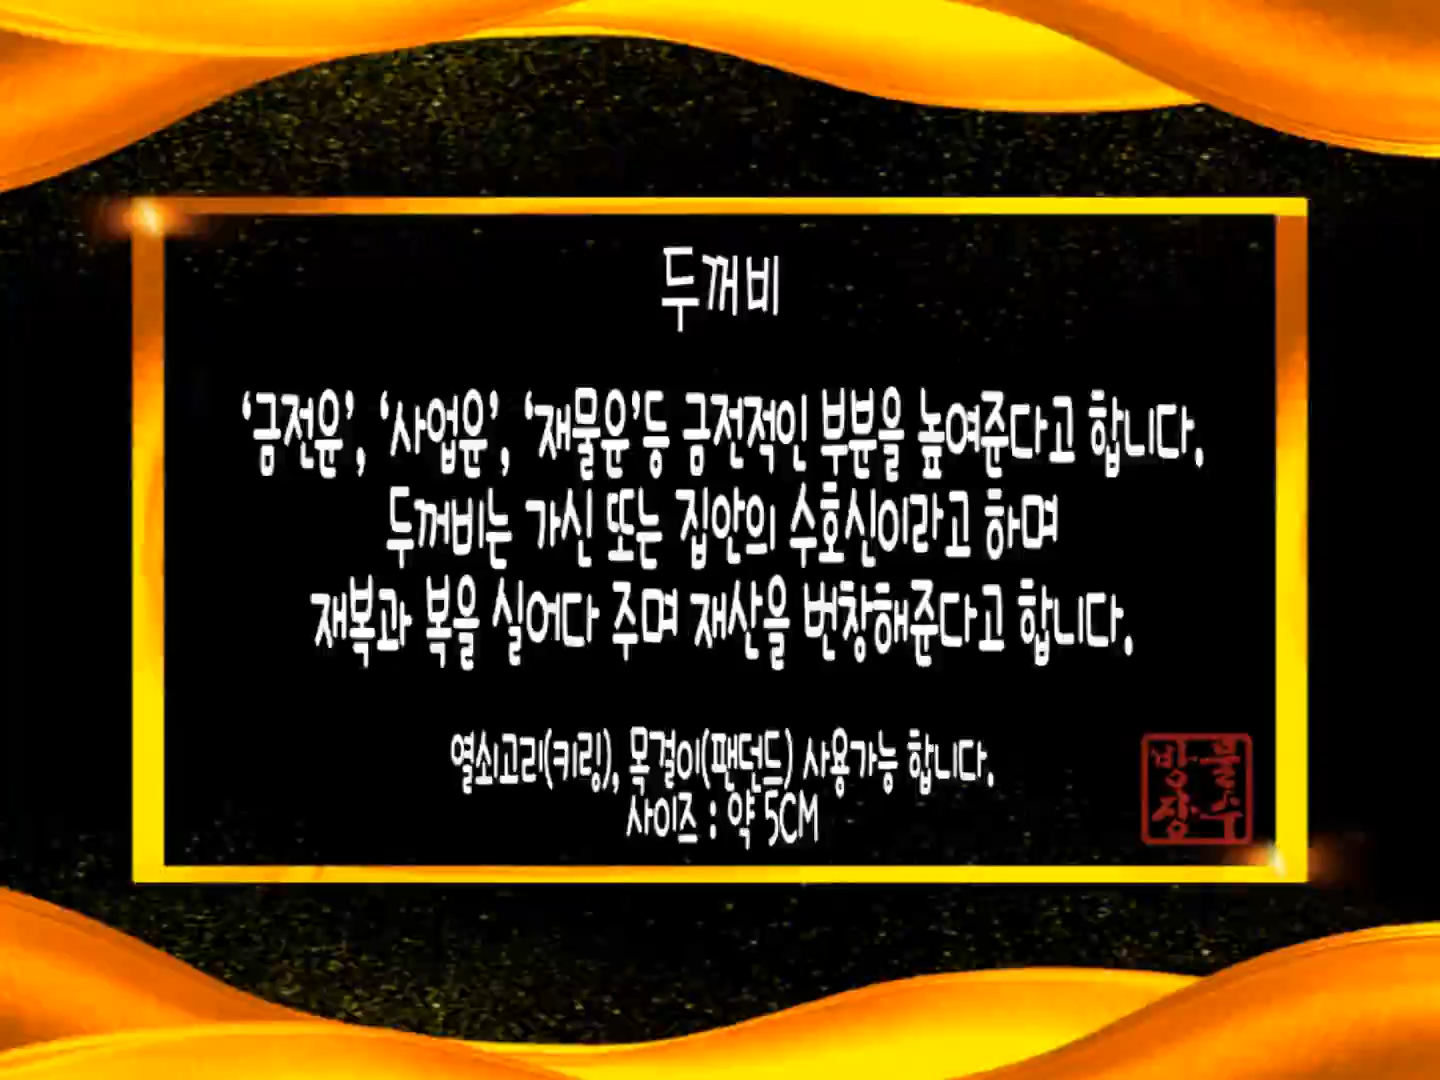 두꺼비
‘금전운’, ‘사업운’, ‘재물운’등 금전적인 부분을 높여준다고 합니다.
두꺼비는 가신 또는 집안의 수호신이라고 하며
재복과 복을 실어다 주며 재산을 번창해준다고 합니다.
열쇠고리(키링), 목걸이(팬던트) 사용가능 합니다.
사이즈 : 약 5CM